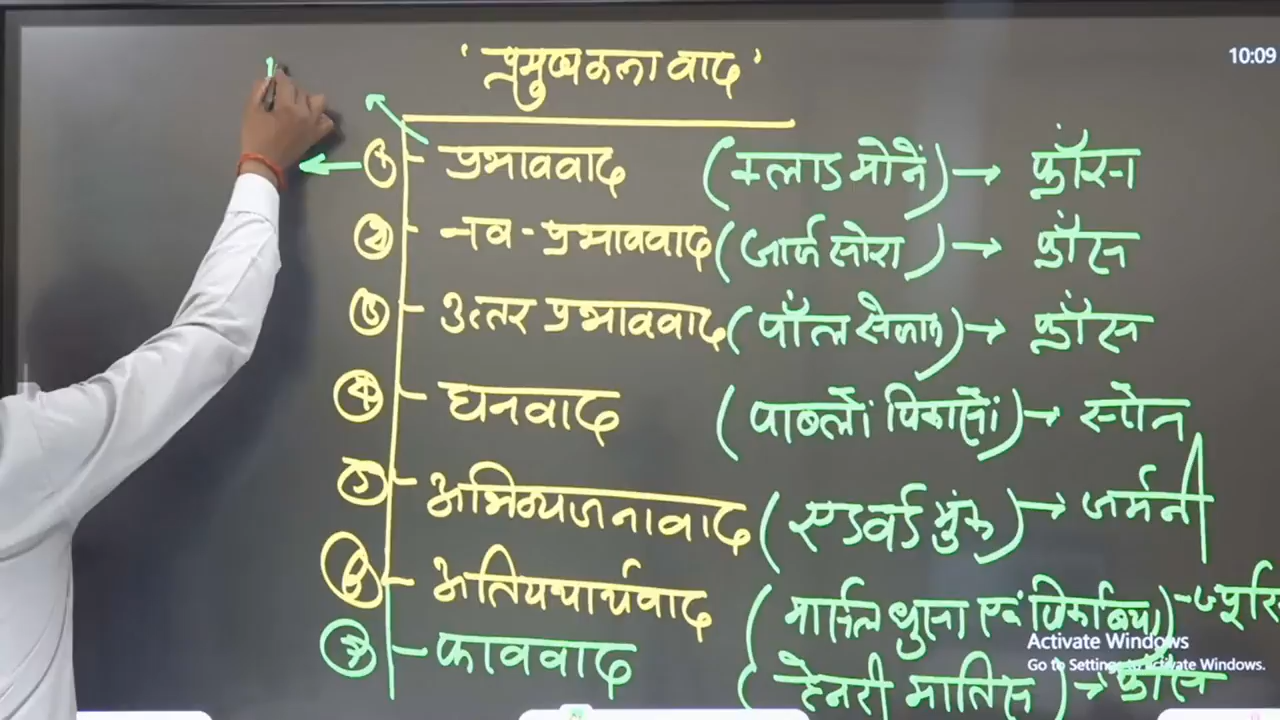 10:09
'प्रमुख कला वाद'
① प्रभाववाद (क्लाड मोनें) → फ्रॉंस
② नव-प्रभाववाद (जार्ज सोरा) → फ्रॉंस
③ उत्तर प्रभाववाद (पॉल सेजान) → फ्रॉंस
④ घनवाद (पाब्लों पिकासों) → स्पेन
⑤ अभिव्यंजनावाद (एडवर्ड मुंक) → जर्मनी
⑥ अतियथार्थवाद (मार्सल एवं
⑦ फाववाद (हेनरी मातिस) → फ्रॉंस
Activate Windows
Go to Settings to activate Windows.